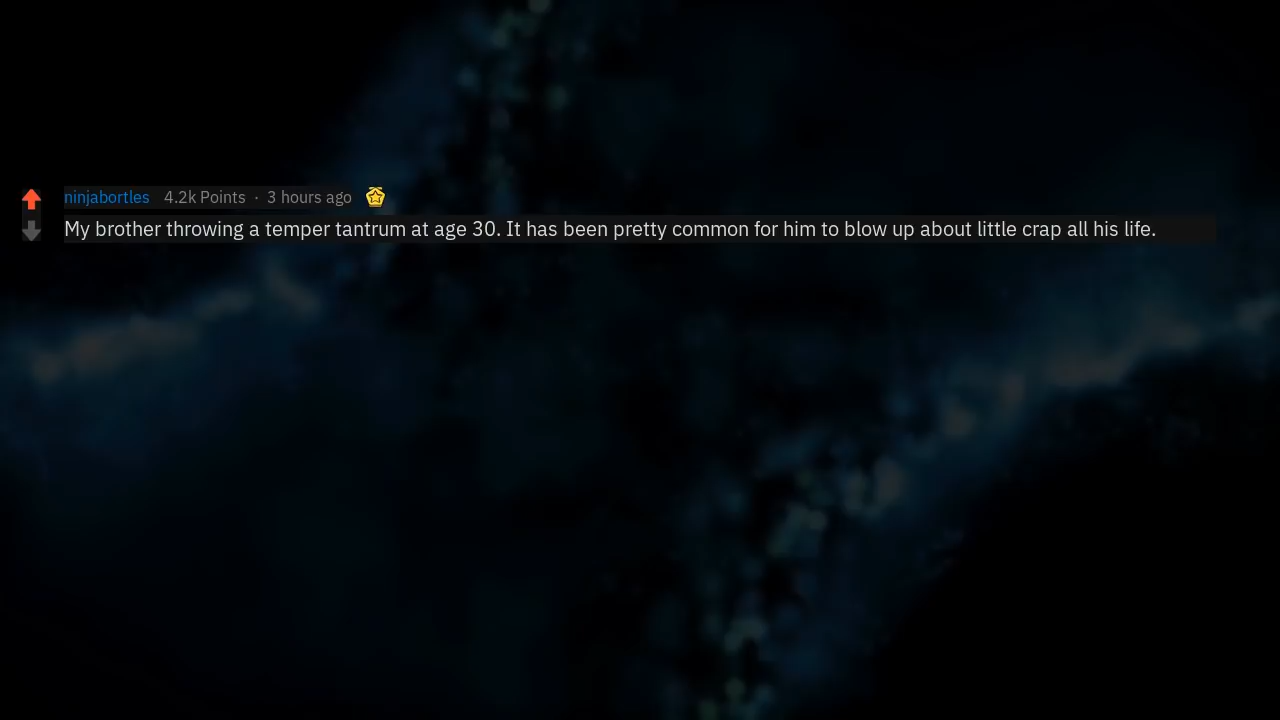 ninjabortles 4.2k Points · 3 hours ago
My brother throwing a temper tantrum at age 30. It has been pretty common for him to blow up about little crap all his life.